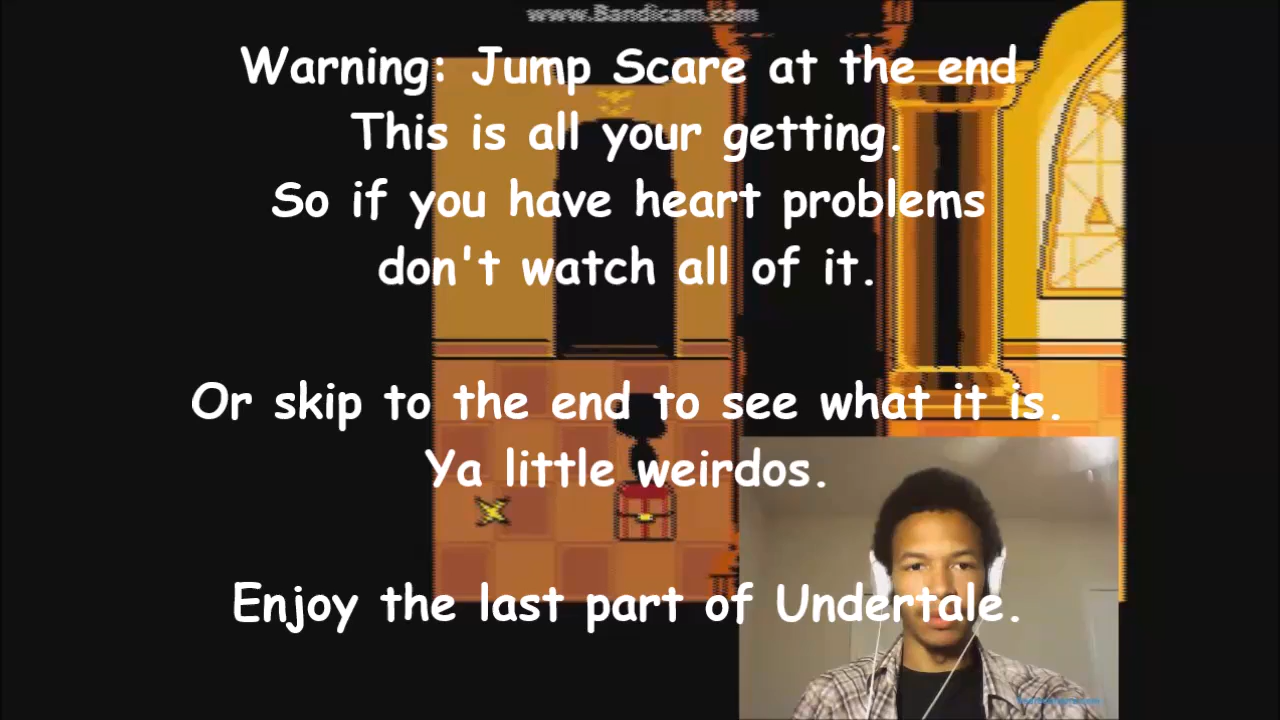 www.Bandicam.com
Warning: Jump Scare at the end
This is all your getting.
So if you have heart problems
don't watch all of it.
Or skip to the end to see what it is.
Ya little weirdos.
Enjoy the last part of Undertale.